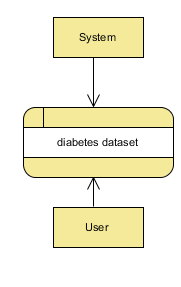 System
diabetes dataset
User